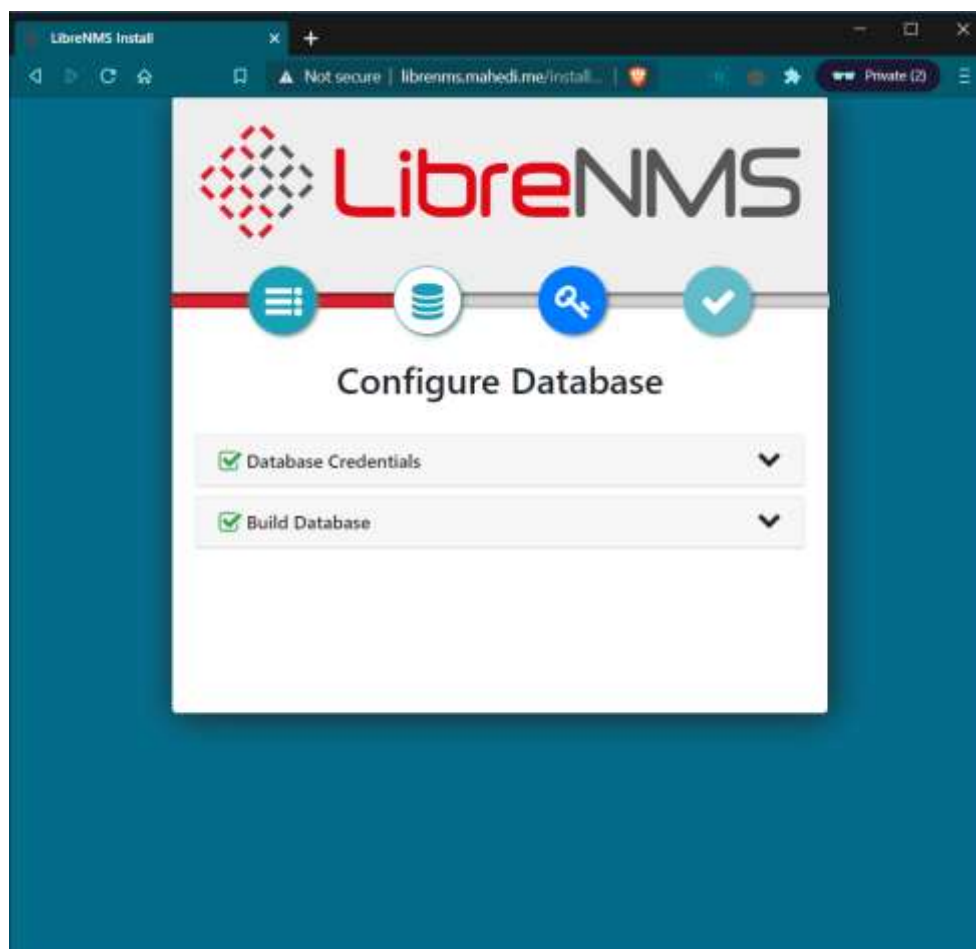 LibreNMS Install
Not secure | librenms.mahedi.me/install...
Private (2)
LibreNMS
Configure Database
Database Credentials
Build Database